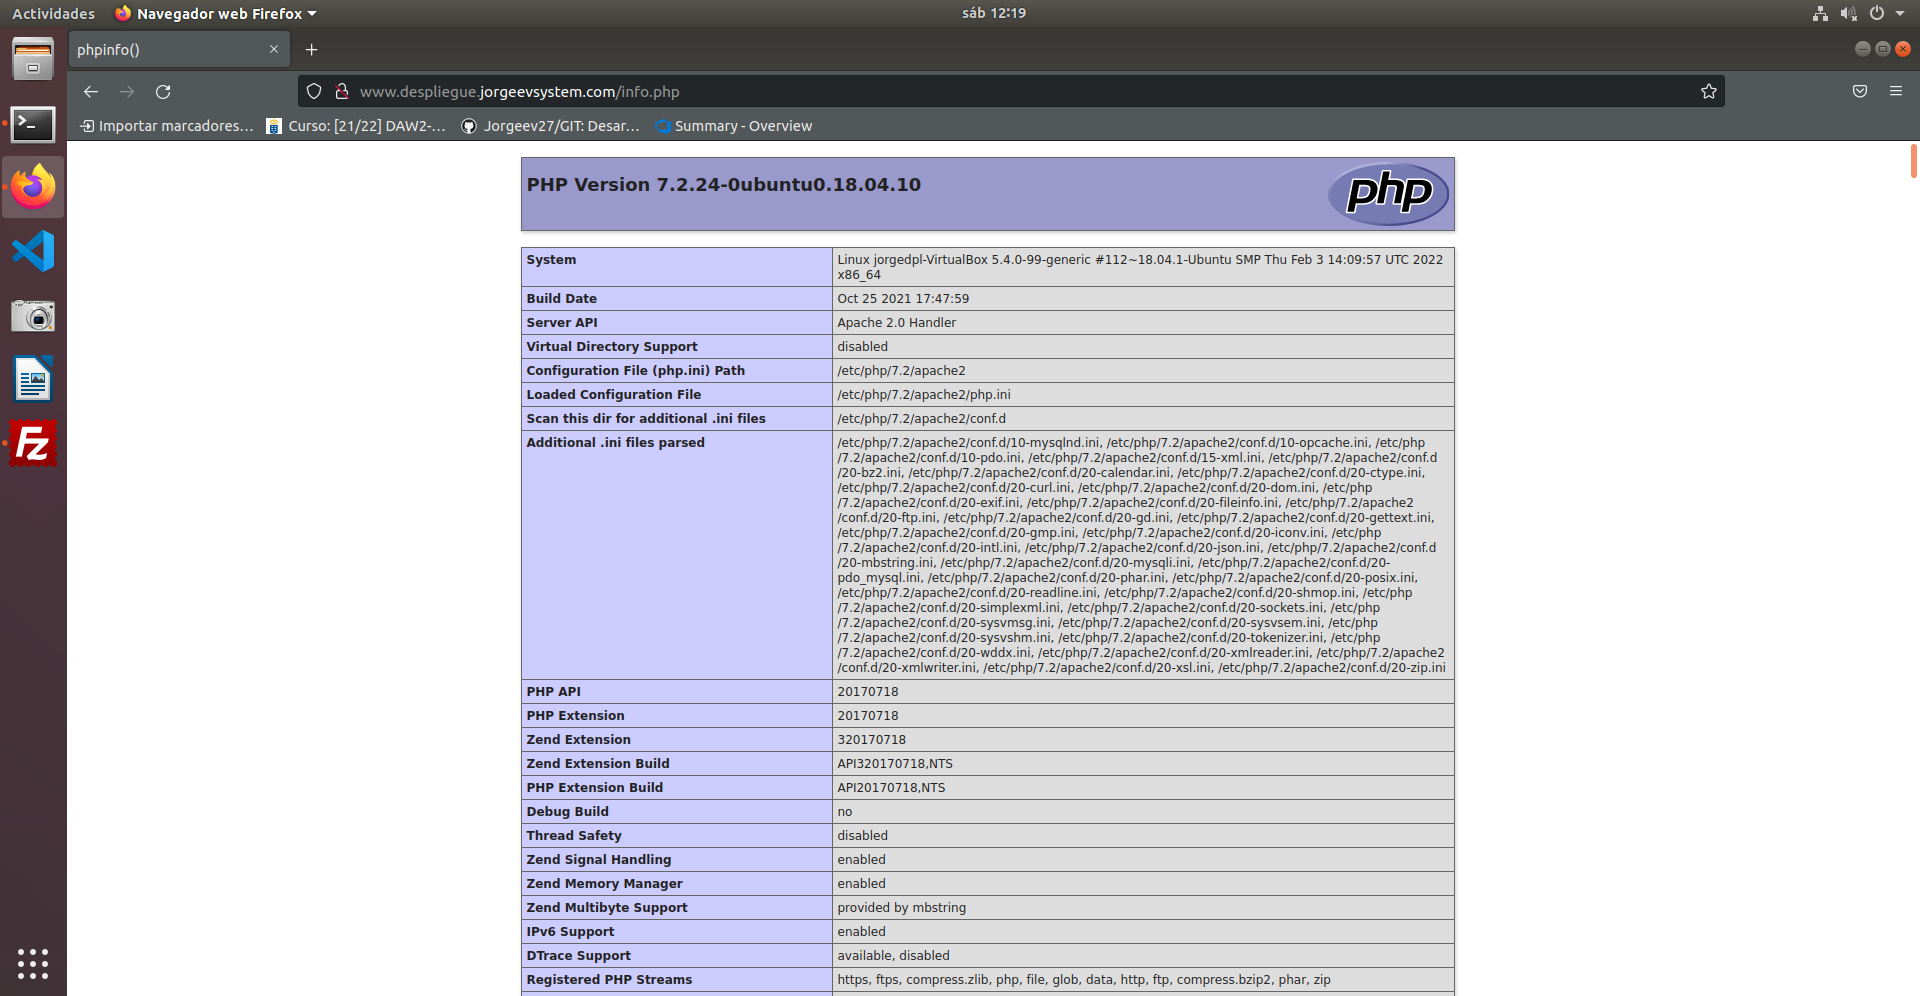 Actividades
Navegador web Firefox
sáb 12:19
phpinfo()
www.despliegue.jorgeevsystem.com/info.php
Importar marcadores...
Curso: [21/22] DAW2-...
Jorgeev27/GIT: Desar...
Summary - Overview
PHP Version 7.2.24-0ubuntu0.18.04.10
php
System
Linux jorgedpl-VirtualBox 5.4.0-99-generic #112~18.04.1-Ubuntu SMP Thu Feb 3 14:09:57 UTC 2022
x86_64
Build Date
Oct 25 2021 17:47:59
Server API
Apache 2.0 Handler
Virtual Directory Support
disabled
Configuration File (php.ini) Path
/etc/php/7.2/apache2
Loaded Configuration File
/etc/php/7.2/apache2/php.ini
Scan this dir for additional .ini files
/etc/php/7.2/apache2/conf.d
Additional .ini files parsed
/etc/php/7.2/apache2/conf.d/10-mysqlnd.ini, /etc/php/7.2/apache2/conf.d/10-opcache.ini, /etc/php
/7.2/apache2/conf.d/10-pdo.ini, /etc/php/7.2/apache2/conf.d/15-xml.ini, /etc/php/7.2/apache2/conf.d
/20-bz2.ini, /etc/php/7.2/apache2/conf.d/20-calendar.ini, /etc/php/7.2/apache2/conf.d/20-ctype.ini,
/etc/php/7.2/apache2/conf.d/20-curl.ini, /etc/php/7.2/apache2/conf.d/20-dom.ini, /etc/php
/7.2/apache2/conf.d/20-exif.ini, /etc/php/7.2/apache2/conf.d/20-fileinfo.ini, /etc/php/7.2/apache2
/conf.d/20-ftp.ini, /etc/php/7.2/apache2/conf.d/20-gd.ini, /etc/php/7.2/apache2/conf.d/20-gettext.ini,
/etc/php/7.2/apache2/conf.d/20-gmp.ini, /etc/php/7.2/apache2/conf.d/20-iconv.ini, /etc/php
/7.2/apache2/conf.d/20-intl.ini, /etc/php/7.2/apache2/conf.d/20-json.ini, /etc/php/7.2/apache2/conf.d
/20-mbstring.ini, /etc/php/7.2/apache2/conf.d/20-mysqli.ini, /etc/php/7.2/apache2/conf.d/20-
pdo_mysql.ini, /etc/php/7.2/apache2/conf.d/20-phar.ini, /etc/php/7.2/apache2/conf.d/20-posix.ini,
/etc/php/7.2/apache2/conf.d/20-readline.ini, /etc/php/7.2/apache2/conf.d/20-shmop.ini, /etc/php
/7.2/apache2/conf.d/20-simplexml.ini, /etc/php/7.2/apache2/conf.d/20-sockets.ini, /etc/php
/7.2/apache2/conf.d/20-sysvmsg.ini, /etc/php/7.2/apache2/conf.d/20-sysvsem.ini, /etc/php
/7.2/apache2/conf.d/20-sysvshm.ini, /etc/php/7.2/apache2/conf.d/20-tokenizer.ini, /etc/php
/7.2/apache2/conf.d/20-wddx.ini, /etc/php/7.2/apache2/conf.d/20-xmlreader.ini, /etc/php/7.2/apache2
/conf.d/20-xmlwriter.ini, /etc/php/7.2/apache2/conf.d/20-xsl.ini, /etc/php/7.2/apache2/conf.d/20-zip.ini
PHP API
20170718
PHP Extension
20170718
Zend Extension
320170718
Zend Extension Build
API320170718,NTS
PHP Extension Build
API20170718,NTS
Debug Build
no
Thread Safety
disabled
Zend Signal Handling
enabled
Zend Memory Manager
enabled
Zend Multibyte Support
provided by mbstring
IPv6 Support
enabled
DTrace Support
available, disabled
Registered PHP Streams
https, ftps, compress.zlib, php, file, glob, data, http, ftp, compress.bzip2, phar, zip